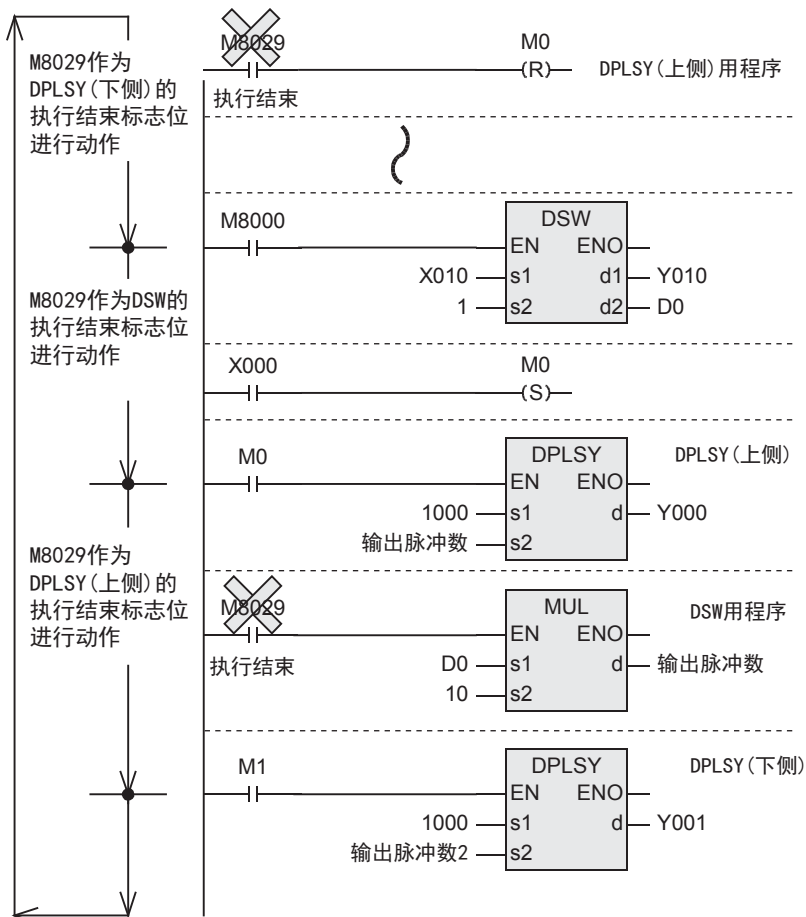 M8029作为
DPLSY(下侧)的
执行结束标志位
进行动作
M8029
执行结束
M0
(R)
DPLSY(上侧)用程序
M8000
DSW
EN ENO
X010 s1 d1 Y010
1 s2 d2 D0
M8029作为DSW的
执行结束标志位
进行动作
X000
M0
(S)
M0
DPLSY
DPLSY(上侧)
EN ENO
1000 s1 d Y000
输出脉冲数 s2
M8029作为
DPLSY(上侧)的
执行结束标志位
进行动作
M8029
执行结束
MUL
DSW用程序
EN ENO
D0 s1 d 输出脉冲数
10 s2
M1
DPLSY
DPLSY(下侧)
EN ENO
1000 s1 d Y001
输出脉冲数2 s2